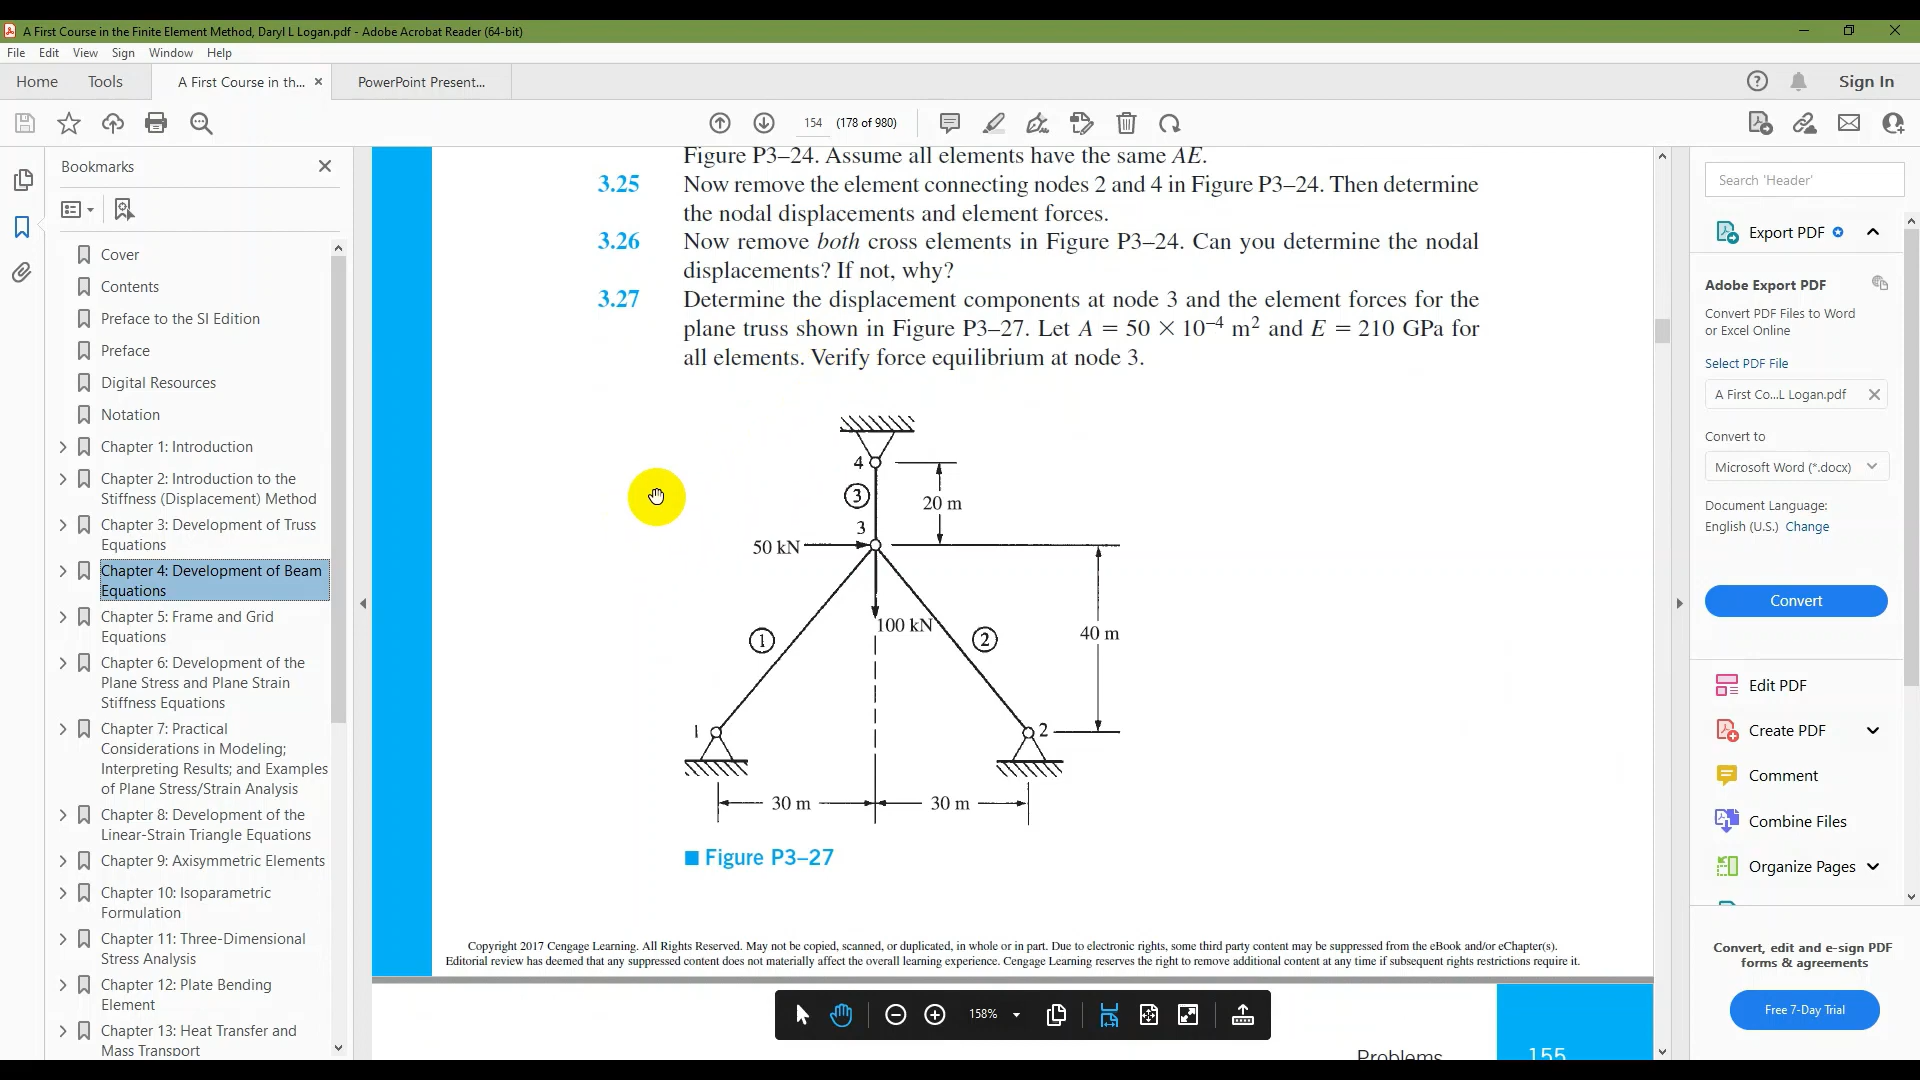 A First Course in the Finite Element Method, Daryl L Logan.pdf - Adobe Acrobat Reader (64-bit)
File Edit View Sign Window Help
Home Tools A First Course in th... × PowerPoint Present... Sign In
154 (178 of 980)
Bookmarks
Cover
Contents
Preface to the SI Edition
Preface
Digital Resources
Notation
Chapter 1: Introduction
Chapter 2: Introduction to the
Stiffness (Displacement) Method
Chapter 3: Development of Truss
Equations
Chapter 4: Development of Beam
Equations
Chapter 5: Frame and Grid
Equations
Chapter 6: Development of the
Plane Stress and Plane Strain
Stiffness Equations
Chapter 7: Practical
Considerations in Modeling;
Interpreting Results; and Examples
of Plane Stress/Strain Analysis
Chapter 8: Development of the
Linear-Strain Triangle Equations
Chapter 9: Axisymmetric Elements
Chapter 10: Isoparametric
Formulation
Chapter 11: Three-Dimensional
Stress Analysis
Chapter 12: Plate Bending
Element
Chapter 13: Heat Transfer and
Mass Transport
Figure P3–24. Assume all elements have the same AE.
3.25 Now remove the element connecting nodes 2 and 4 in Figure P3–24. Then determine
the nodal displacements and element forces.
3.26 Now remove both cross elements in Figure P3–24. Can you determine the nodal
displacements? If not, why?
3.27 Determine the displacement components at node 3 and the element forces for the
plane truss shown in Figure P3–27. Let A = 50 × 10⁻⁴ m² and E = 210 GPa for
all elements. Verify force equilibrium at node 3.
4
③
20 m
3
50 kN
100 kN
①
②
40 m
1
2
30 m
30 m
■ Figure P3–27
Copyright 2017 Cengage Learning. All Rights Reserved. May not be copied, scanned, or duplicated, in whole or in part. Due to electronic rights, some third party content may be suppressed from the eBook and/or eChapter(s).
Editorial review has deemed that any suppressed content does not materially affect the overall learning experience. Cengage Learning reserves the right to remove additional content at any time if subsequent rights restrictions require it.
158%
Problems 155
Search 'Header'
Export PDF
Adobe Export PDF
Convert PDF Files to Word
or Excel Online
Select PDF File
A First Co...L Logan.pdf
Convert to
Microsoft Word (*.docx)
Document Language:
English (U.S.) Change
Convert
Edit PDF
Create PDF
Comment
Combine Files
Organize Pages
Convert, edit and e-sign PDF
forms & agreements
Free 7-Day Trial